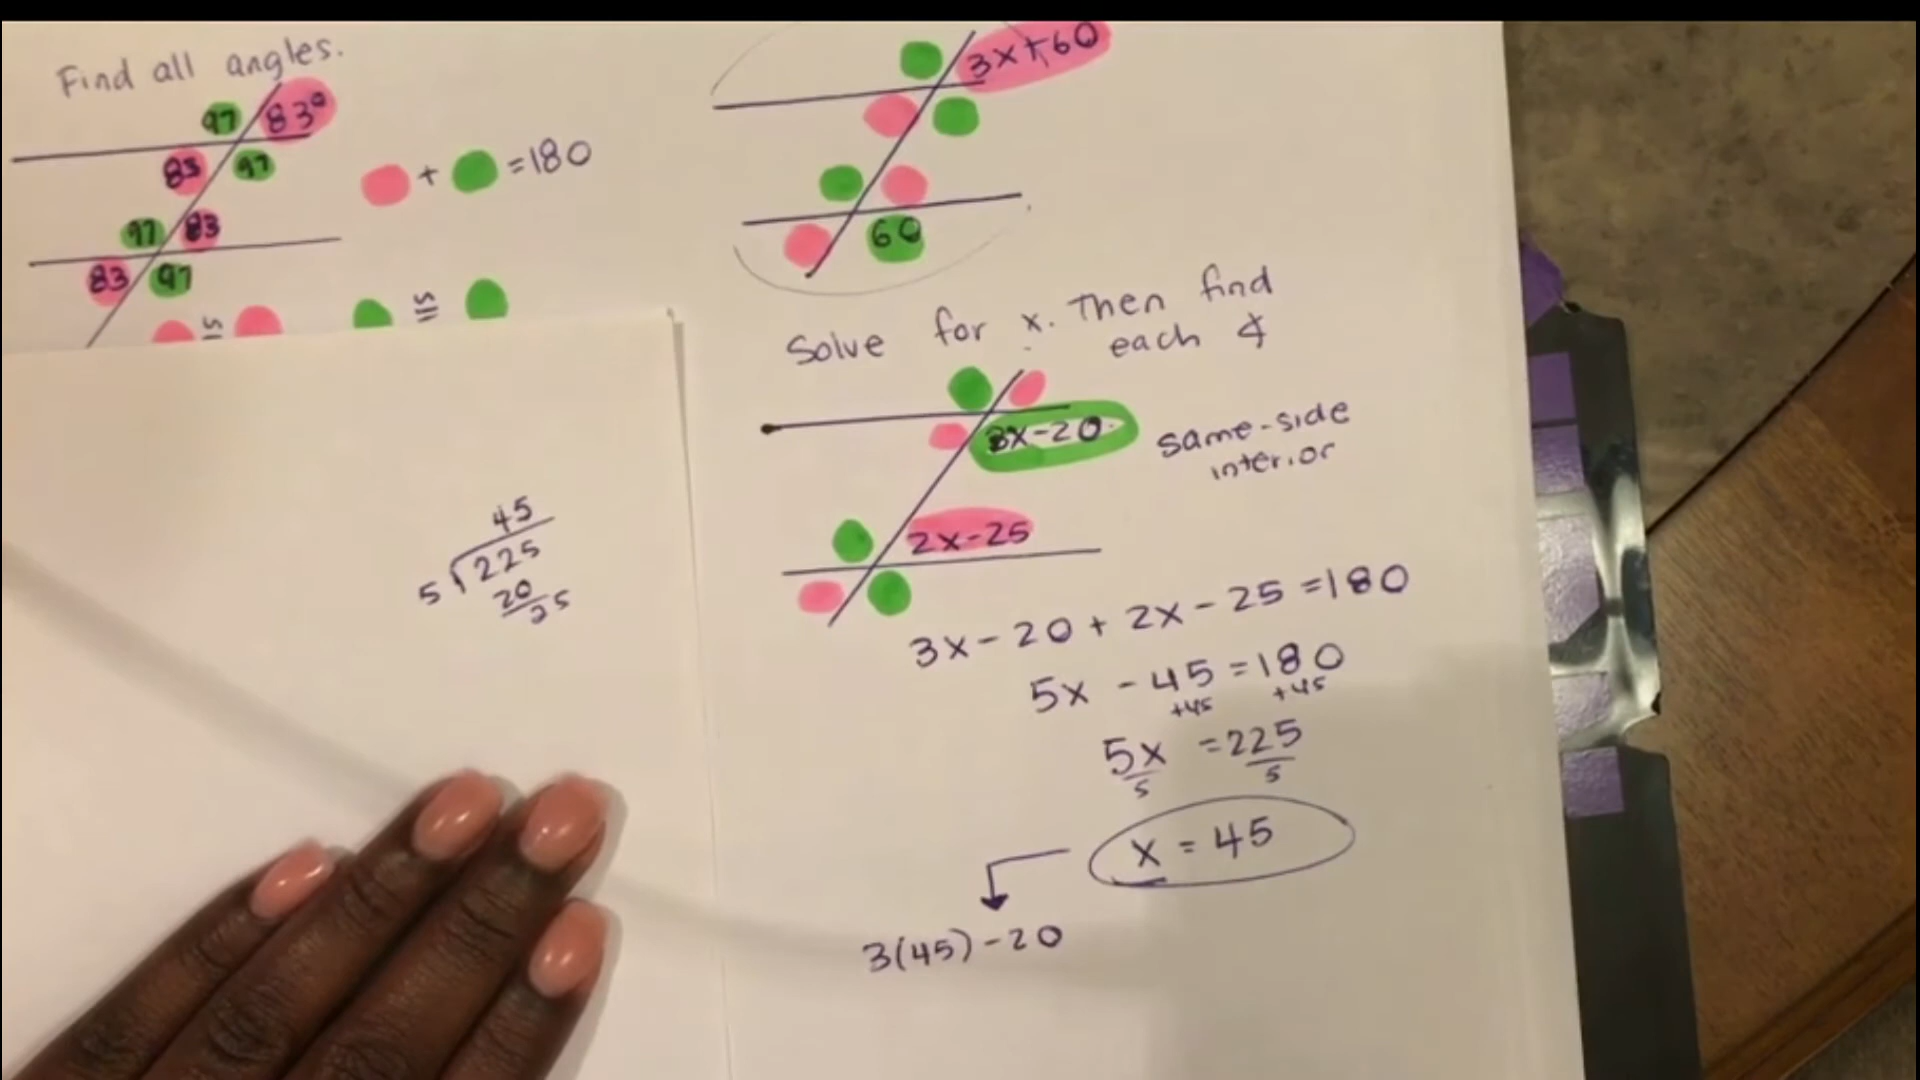 Find all angles.
97 83°
83 97
+ = 180
97 83
83 97
≅ ≅
3x+60
60
Solve for x. Then find
each ∡
3x-20
same-side
interior
2x-25
45
5 225
20
25
3x-20+2x-25=180
5x -45=180
+45 +45
5x =225
5 5
x = 45
3(45)-20